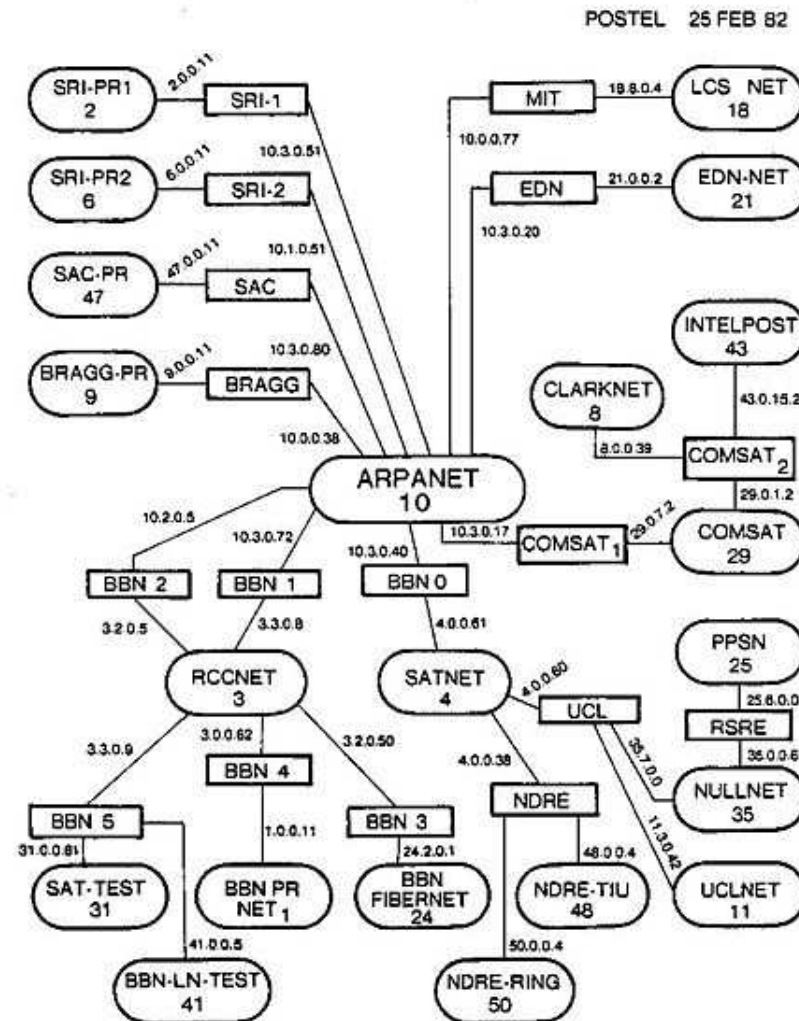 POSTEL 25 FEB 82
SRI-PR1
2
2.0.0.11
SRI-1
10.3.0.51
MIT
10.0.0.77
18.8.0.4
LCS NET
18
SRI-PR2
6
6.0.0.11
SRI-2
10.1.0.51
EDN
10.3.0.20
21.0.0.2
EDN-NET
21
SAC-PR
47
47.0.0.11
SAC
10.3.0.80
INTELPOST
43
43.0.15.2
BRAGG-PR
9
9.0.0.11
BRAGG
10.0.0.38
CLARKNET
8
8.0.0.39
COMSAT 2
29.0.1.2
ARPANET
10
10.3.0.17
COMSAT 1
29.0.7.2
COMSAT
29
10.2.0.5
10.3.0.72
10.3.0.40
BBN 2
BBN 1
BBN 0
3.2.0.5
3.3.0.8
4.0.0.61
RCCNET
3
SATNET
4
4.0.0.60
UCL
PPSN
25
25.6.0.0
RSRE
35.0.0.6
35.7.0.0
NULLNET
35
3.3.0.9
3.0.0.62
3.2.0.50
4.0.0.38
11.3.0.42
BBN 4
NDRE
BBN 5
BBN 3
31.0.0.61
1.0.0.11
24.2.0.1
48.0.0.4
SAT-TEST
31
BBN PR
NET 1
BBN
FIBERNET
24
NDRE-TIU
48
UCLNET
11
41.0.0.5
50.0.0.4
BBN-LN-TEST
41
NDRE-RING
50